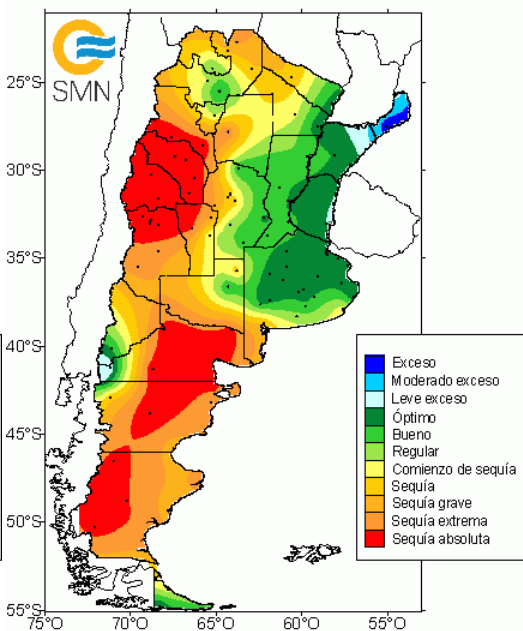 SMN
25°S
30°S
35°S
40°S
45°S
50°S
55°S
75°O
70°O
65°O
60°O
55°O
Exceso
Moderado exceso
Leve exceso
Óptimo
Bueno
Regular
Comienzo de sequía
Sequía
Sequía grave
Sequía extrema
Sequía absoluta